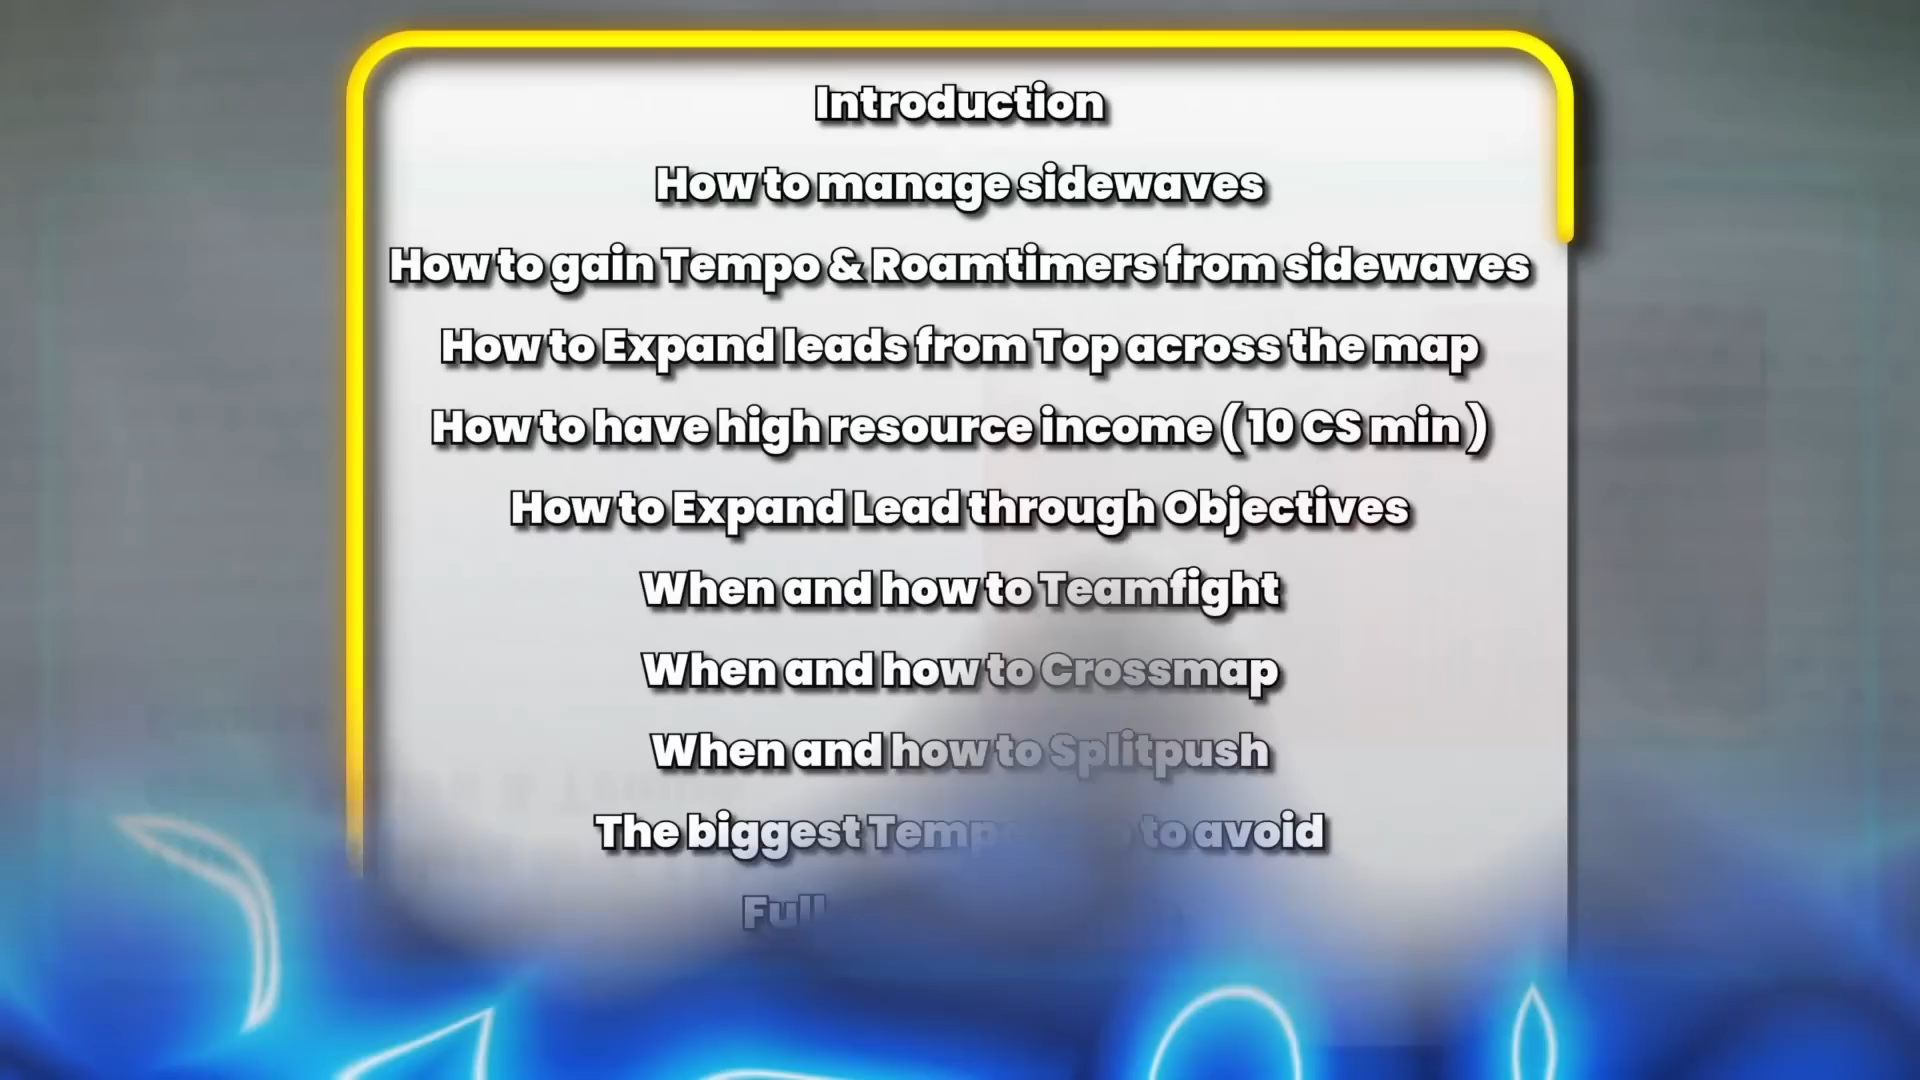 Introduction
How to manage sidewaves
How to gain Tempo & Roamtimers from sidewaves
How to Expand leads from Top across the map
How to have high resource income (10 CS min)
How to Expand Lead through Objectives
When and how to Teamfight
When and how to Crossmap
When and how to Splitpush
The biggest Tempo to avoid
Full